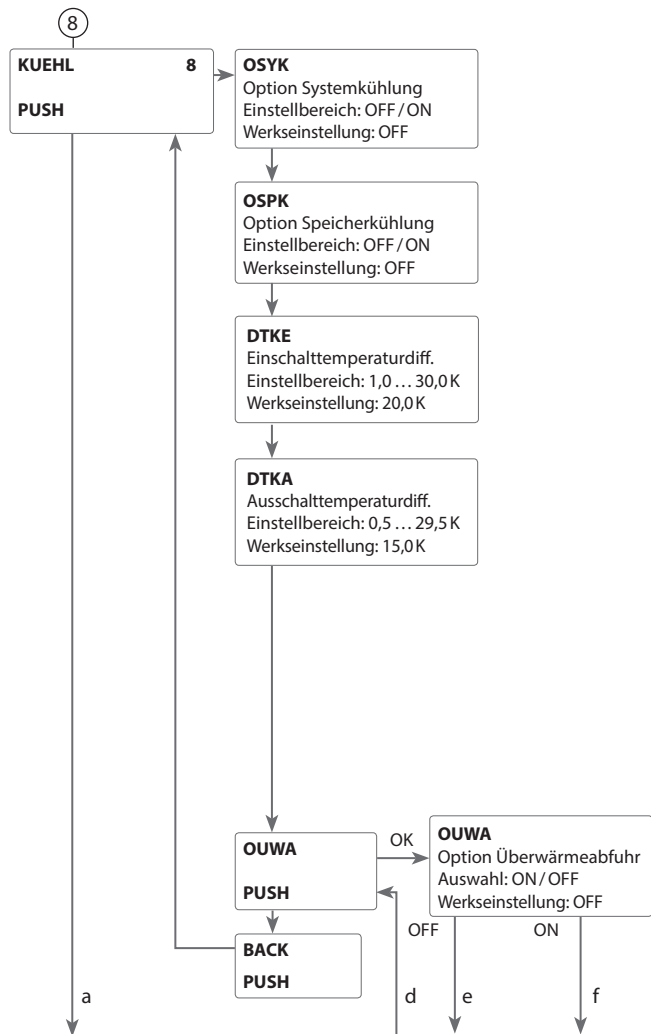 8
KUEHL 8
PUSH
OSYK
Option Systemkühlung
Einstellbereich: OFF / ON
Werkseinstellung: OFF
OSPK
Option Speicherkühlung
Einstellbereich: OFF / ON
Werkseinstellung: OFF
DTKE
Einschalttemperaturdiff.
Einstellbereich: 1,0 … 30,0 K
Werkseinstellung: 20,0 K
DTKA
Ausschalttemperaturdiff.
Einstellbereich: 0,5 … 29,5 K
Werkseinstellung: 15,0 K
OUWA
PUSH
OK
OUWA
Option Überwärmeabfuhr
Auswahl: ON / OFF
Werkseinstellung: OFF
OFF ON
BACK
PUSH
a d e f